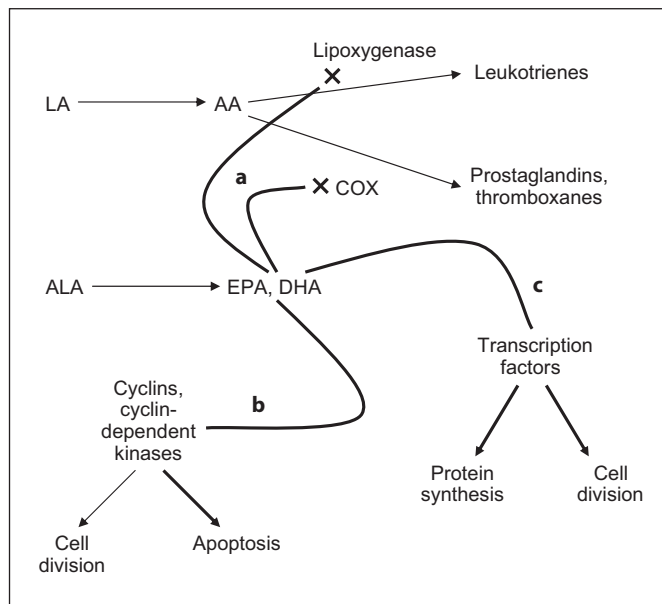 Lipoxygenase
Leukotrienes
LA
AA
a
Prostaglandins,
thromboxanes
COX
ALA
EPA, DHA
c
Transcription
factors
Cyclins,
cyclin-
dependent
kinases
b
Protein
synthesis
Cell
division
Cell
division
Apoptosis